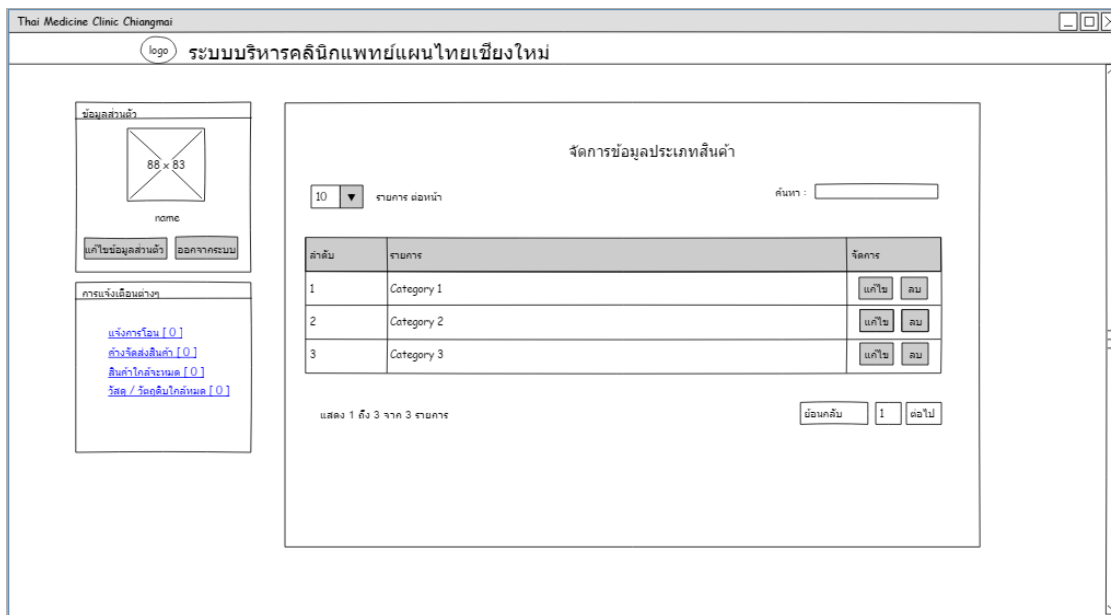 Thai Medicine Clinic Chiangmai
logo ระบบบริหารคลินิกแพทย์แผนไทยเชียงใหม่
ข้อมูลส่วนตัว
88 x 83
name
แก้ไขข้อมูลส่วนตัว ออกจากระบบ
การแจ้งเตือนต่างๆ
แจ้งการโอน [ 0 ]
ค้างจัดส่งสินค้า [ 0 ]
สินค้าใกล้จะหมด [ 0 ]
วัสดุ / วัตถุดิบใกล้หมด [ 0 ]
จัดการข้อมูลประเภทสินค้า
10 รายการ ต่อหน้า ค้นหา :
ลำดับ รายการ จัดการ
1 Category 1 แก้ไข ลบ
2 Category 2 แก้ไข ลบ
3 Category 3 แก้ไข ลบ
แสดง 1 ถึง 3 จาก 3 รายการ ย้อนกลับ 1 ต่อไป